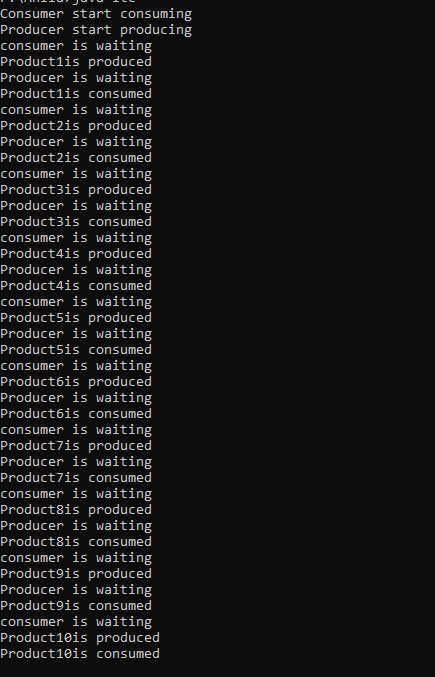 Consumer start consuming
Producer start producing
consumer is waiting
Product1is produced
Producer is waiting
Product1is consumed
consumer is waiting
Product2is produced
Producer is waiting
Product2is consumed
consumer is waiting
Product3is produced
Producer is waiting
Product3is consumed
consumer is waiting
Product4is produced
Producer is waiting
Product4is consumed
consumer is waiting
Product5is produced
Producer is waiting
Product5is consumed
consumer is waiting
Product6is produced
Producer is waiting
Product6is consumed
consumer is waiting
Product7is produced
Producer is waiting
Product7is consumed
consumer is waiting
Product8is produced
Producer is waiting
Product8is consumed
consumer is waiting
Product9is produced
Producer is waiting
Product9is consumed
consumer is waiting
Product10is produced
Product10is consumed